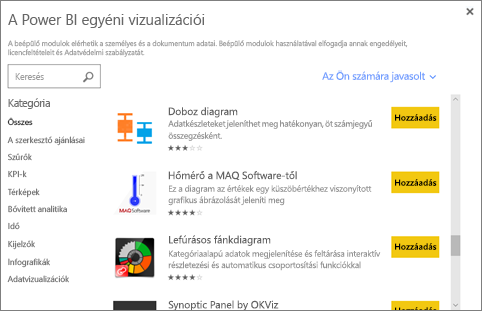 A Power BI egyéni vizualizációi
A beépülő modulok elérhetik a személyes és a dokumentum adatai. Beépülő modulok használatával elfogadja annak engedélyeit,
licencfeltételeit és Adatvédelmi szabályzatát.
Keresés
Az Ön számára javasolt
Kategória
Összes
A szerkesztő ajánlásai
Szűrők
KPI-k
Térképek
Bővített analitika
Idő
Kijelzők
Infografikák
Adatvizualizációk
Doboz diagram
Adatkészleteket jeleníthet meg hatékonyan, öt számjegyű
összegzésként.
Hozzáadás
MAQ Software
Hőmérő a MAQ Software-től
Ez a diagram az értékek egy küszöbértékhez viszonyított
grafikus ábrázolását jeleníti meg
Hozzáadás
Lefúrásos fánkdiagram
Kategóriaalapú adatok megjelenítése és feltárása interaktív
részletezési és automatikus csoportosítási funkciókkal
Hozzáadás
Synoptic Panel by OKViz
Hozzáadás